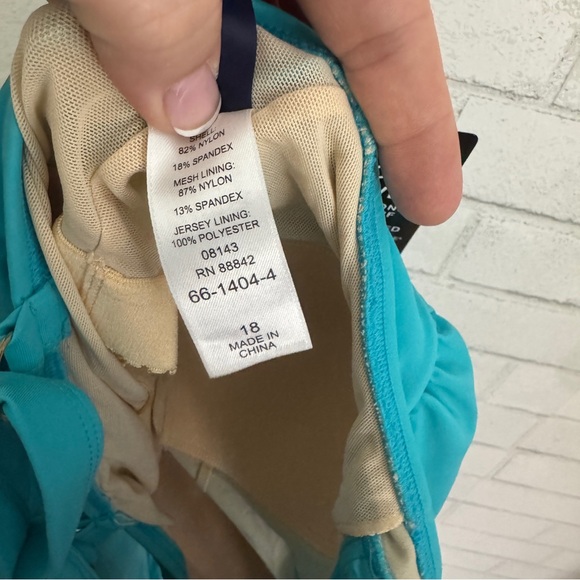 SHELL
82% NYLON
18% SPANDEX
MESH LINING:
87% NYLON
13% SPANDEX
JERSEY LINING:
100% POLYESTER
08143
RN 88842
66-1404-4
18
MADE IN
CHINA